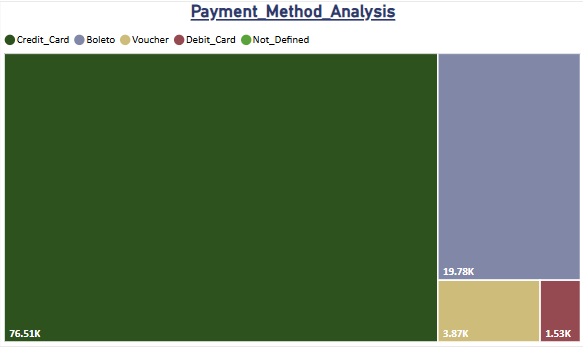 Payment_Method_Analysis
Credit_Card Boleto Voucher Debit_Card Not_Defined
19.78K
76.51K 3.87K 1.53K